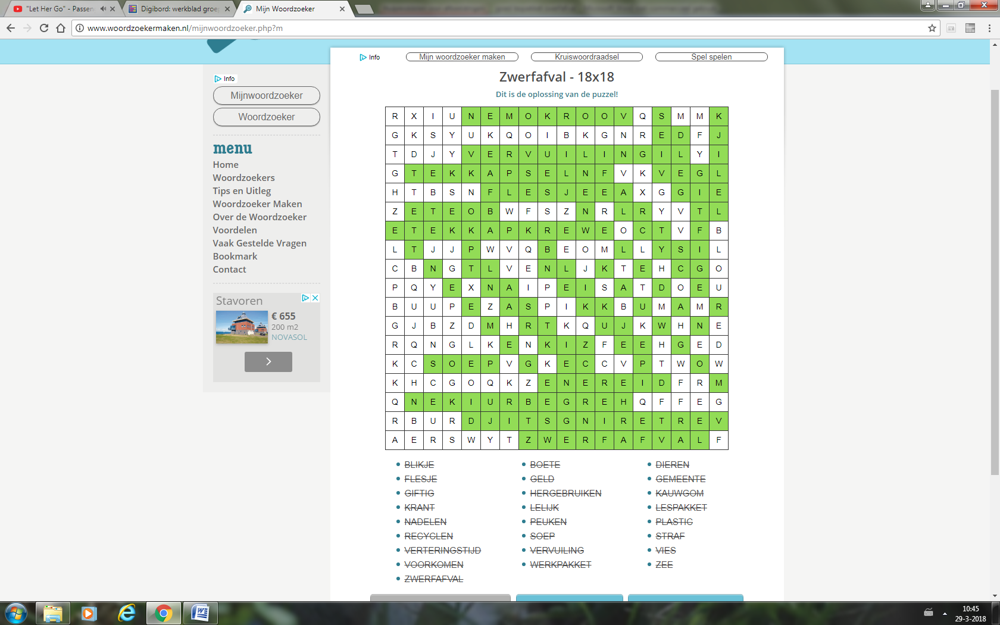 "Let Her Go" - Passen
Digibord: werkblad groe
Mijn Woordzoeker
www.woordzoekermaken.nl/mijnwoordzoeker.php?m
Info
Mijnwoordzoeker
Woordzoeker
menu
Home
Woordzoekers
Tips en Uitleg
Woordzoeker Maken
Over de Woordzoeker
Voordelen
Vaak Gestelde Vragen
Bookmark
Contact
Stavoren
€ 655
200 m2
NOVASOL
Info
Mijn woordzoeker maken
Kruiswoordraadsel
Spel spelen
Zwerfafval - 18x18
Dit is de oplossing van de puzzel!
R X I U N E M O K R O O V Q S M M K
G K S Y U K Q O I B K G N R E D F J
T D J Y V E R V U I L I N G I L Y I
G T E K K A P S E L N F V K V E G L
H T B S N F L E S J E E A X G G I E
Z E T E O B W F S Z N R L R Y V T L
E T E K K A P K R E W E O C T V F B
L T J J P W V Q B E O M L L Y S I L
C B N G T L V E N L J K T E H C G O
P Q Y E X N A I P E I S A T D O E U
B U U P E Z A S P I K K B U M A M R
G J B Z D M H R T K Q U J K W H N E
R Q N G L K E N K I Z F E E H G E D
K C S O E P V G K E C C V P T W O W
K H C G O Q K Z E N E R E I D F R M
Q N E K I U R B E G R E H Q F F E G
R B U R D J I T S G N I R E T R E V
A E R S W Y T Z W E R F A F V A L F
BLIKJE BOETE DIEREN
FLESJE GELD GEMEENTE
GIFTIG HERGEBRUIKEN KAUWGOM
KRANT LELIJK LESPAKKET
NADELEN PEUKEN PLASTIC
RECYCLEN SOEP STRAF
VERTERINGSTIJD VERVUILING VIES
VOORKOMEN WERKPAKKET ZEE
ZWERFAFVAL
10:45
29-3-2018